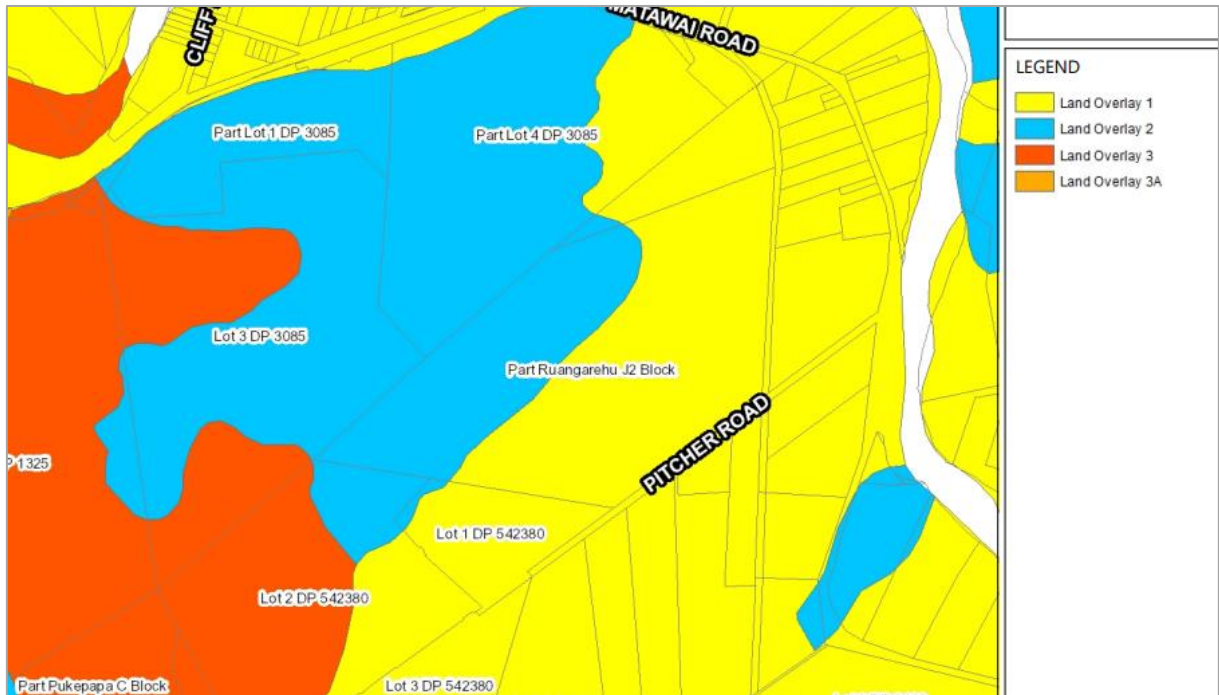 MATAWAI ROAD
CLIFF
LEGEND
Land Overlay 1
Land Overlay 2
Land Overlay 3
Land Overlay 3A
Part Lot 1 DP 3085
Part Lot 4 DP 3085
Lot 3 DP 3085
Part Ruangarehu J2 Block
PITCHER ROAD
P 1325
Lot 1 DP 542380
Lot 2 DP 542380
Part Pukepapa C Block
Lot 3 DP 542380